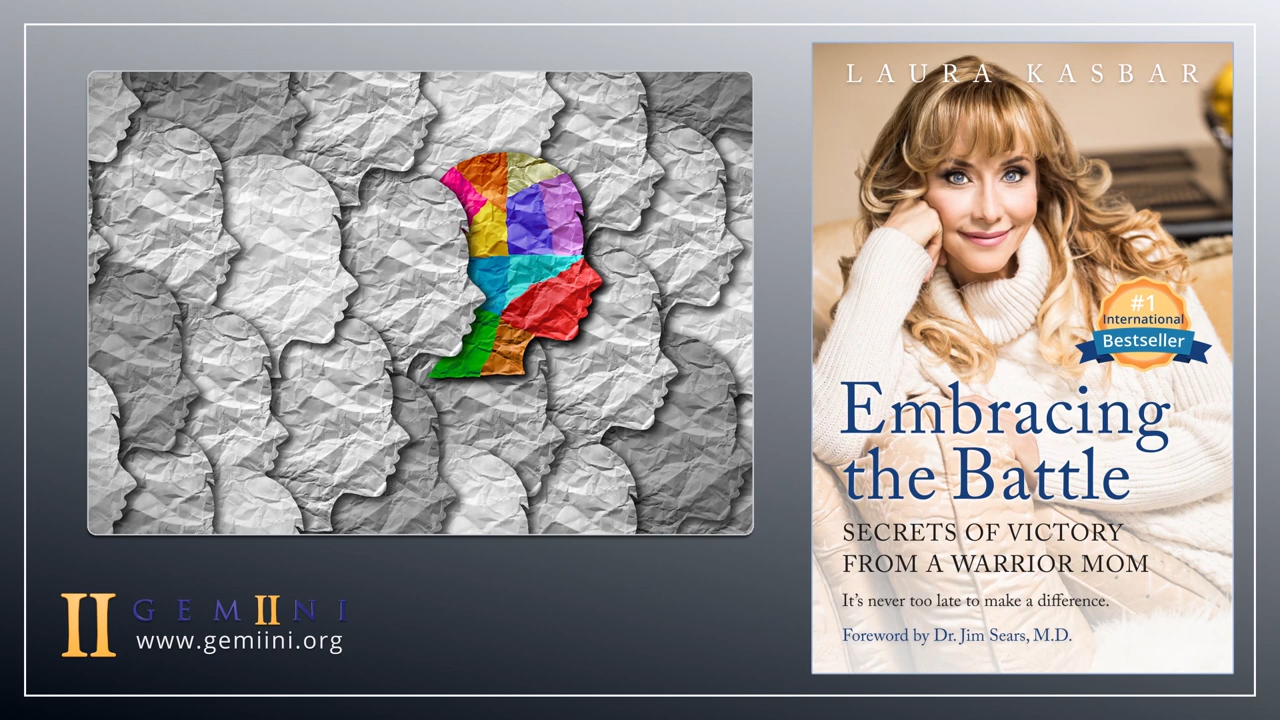 LAURA KASBAR
#1
International
Bestseller
Embracing
the Battle
SECRETS OF VICTORY
FROM A WARRIOR MOM
It's never too late to make a difference.
Foreword by Dr. Jim Sears, M.D.
II GEMIINI
www.gemiini.org